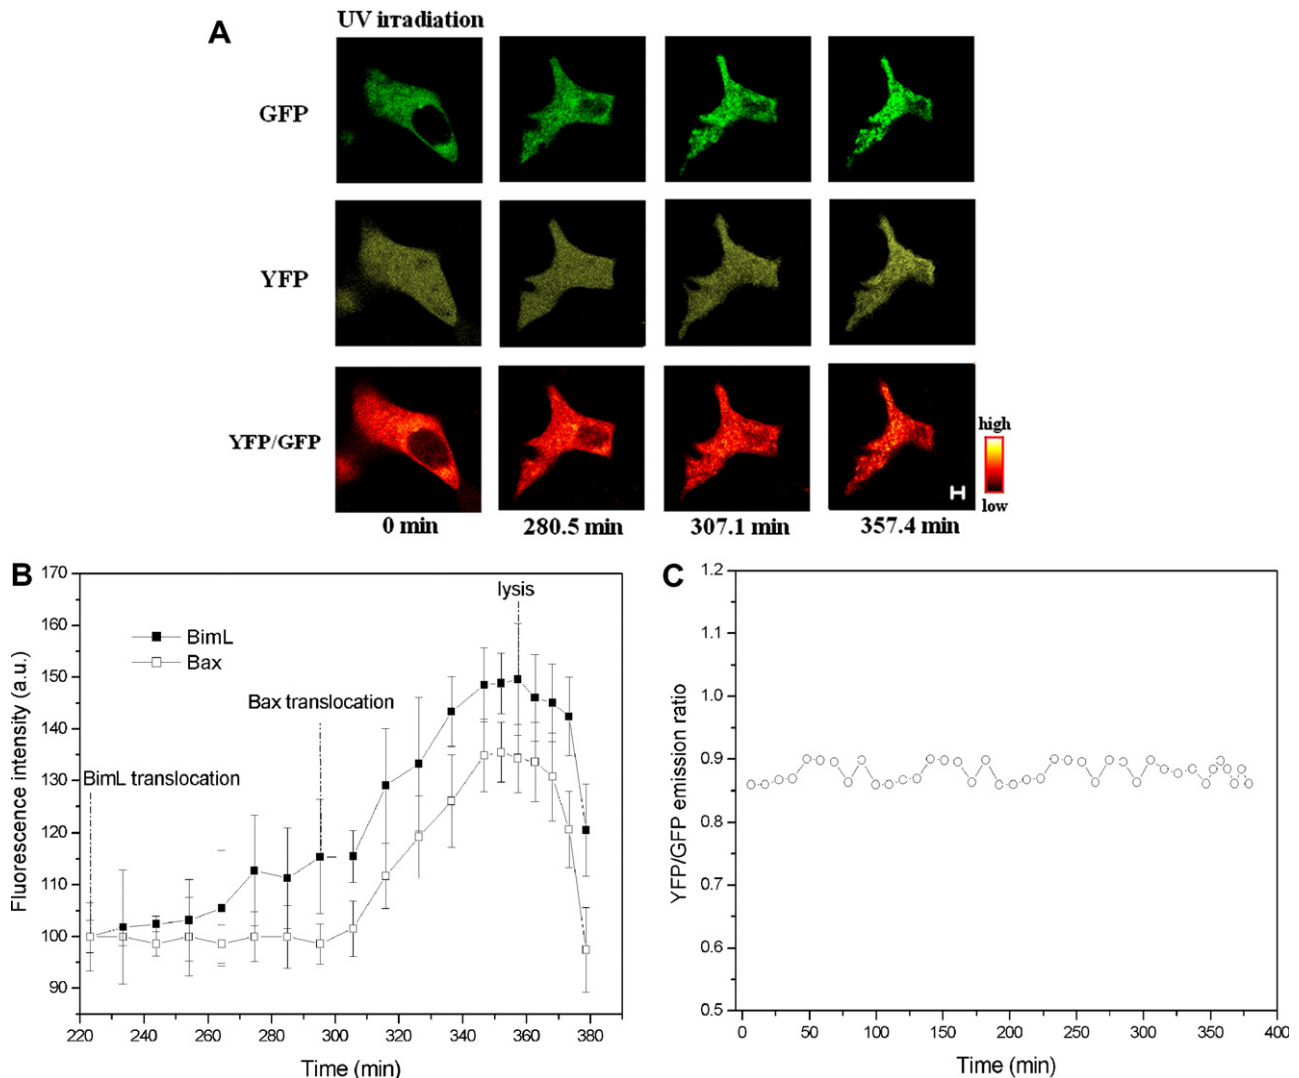 A
UV irradiation
GFP
YFP
YFP/GFP
high
low
0 min
280.5 min
307.1 min
357.4 min
B
170
160
150
140
130
120
110
100
90
Fluorescence intensity (a.u.)
BimL
Bax
BimL translocation
Bax translocation
lysis
220
240
260
280
300
320
340
360
380
Time (min)
C
1.2
1.1
1.0
0.9
0.8
0.7
0.6
0.5
YFP/GFP emission ratio
0
50
100
150
200
250
300
350
400
Time (min)